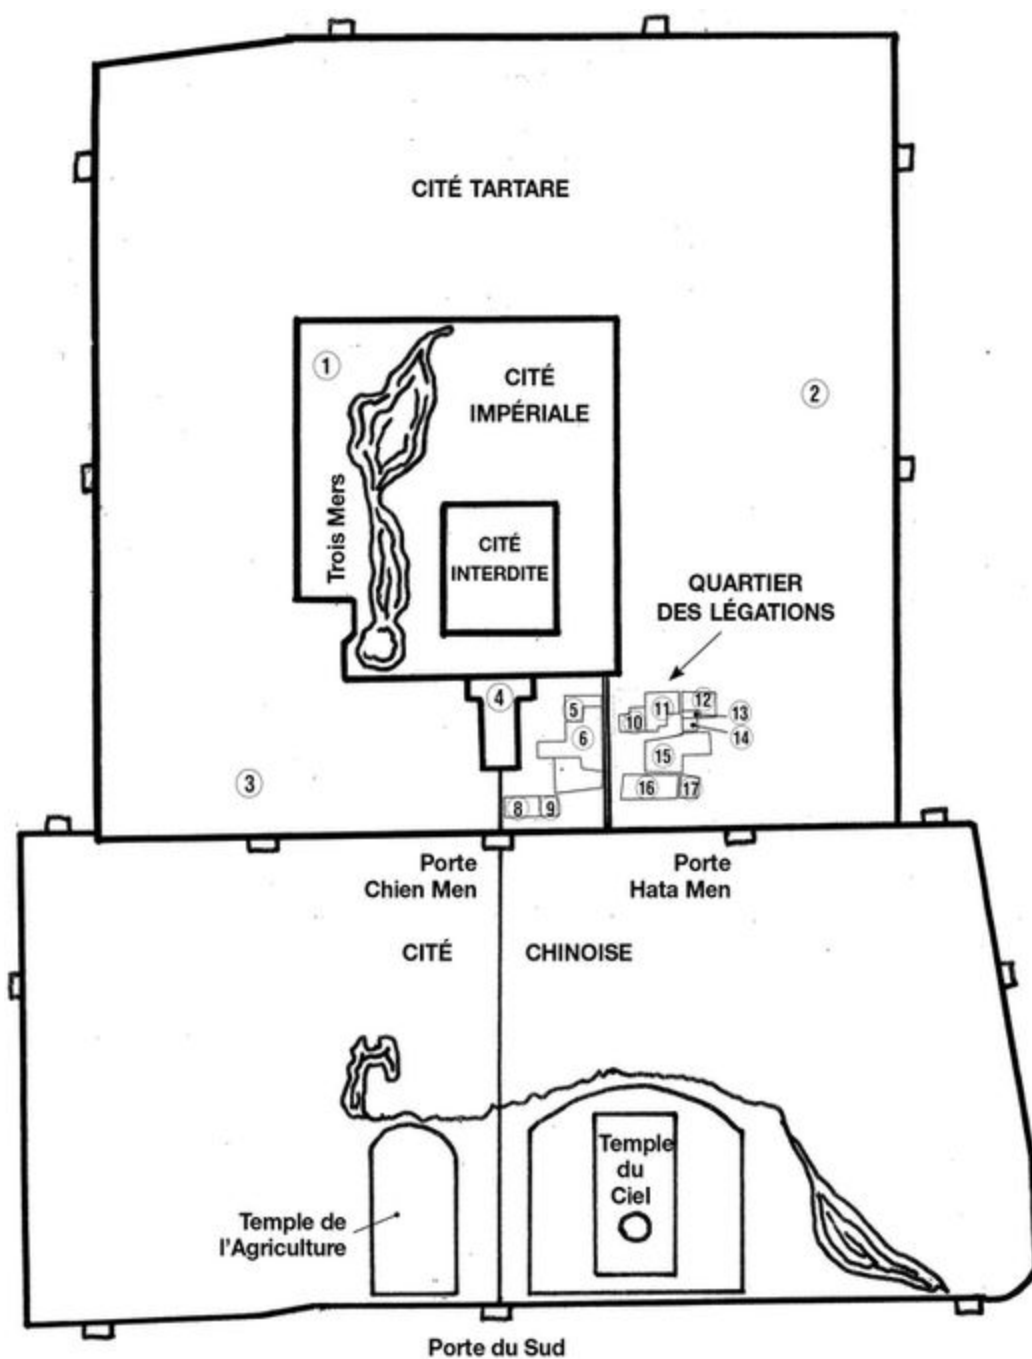 CITÉ TARTARE
1
CITÉ
IMPÉRIALE
2
Trois Mers
CITÉ
INTERDITE
QUARTIER
DES LÉGATIONS
4
5
11
12
10
13
6
14
15
3
16
17
8
9
Porte
Chien Men
Porte
Hata Men
CITÉ
CHINOISE
Temple
du
Ciel
Temple de
l'Agriculture
Porte du Sud